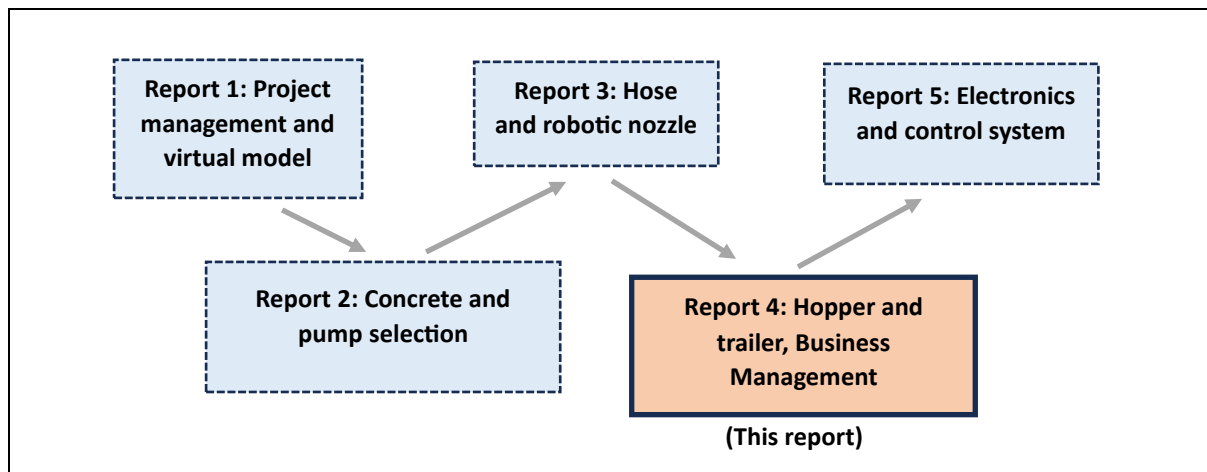 Report 1: Project
management and
virtual model
Report 2: Concrete and
pump selection
Report 3: Hose
and robotic nozzle
Report 4: Hopper and
trailer, Business
Management
(This report)
Report 5: Electronics
and control system